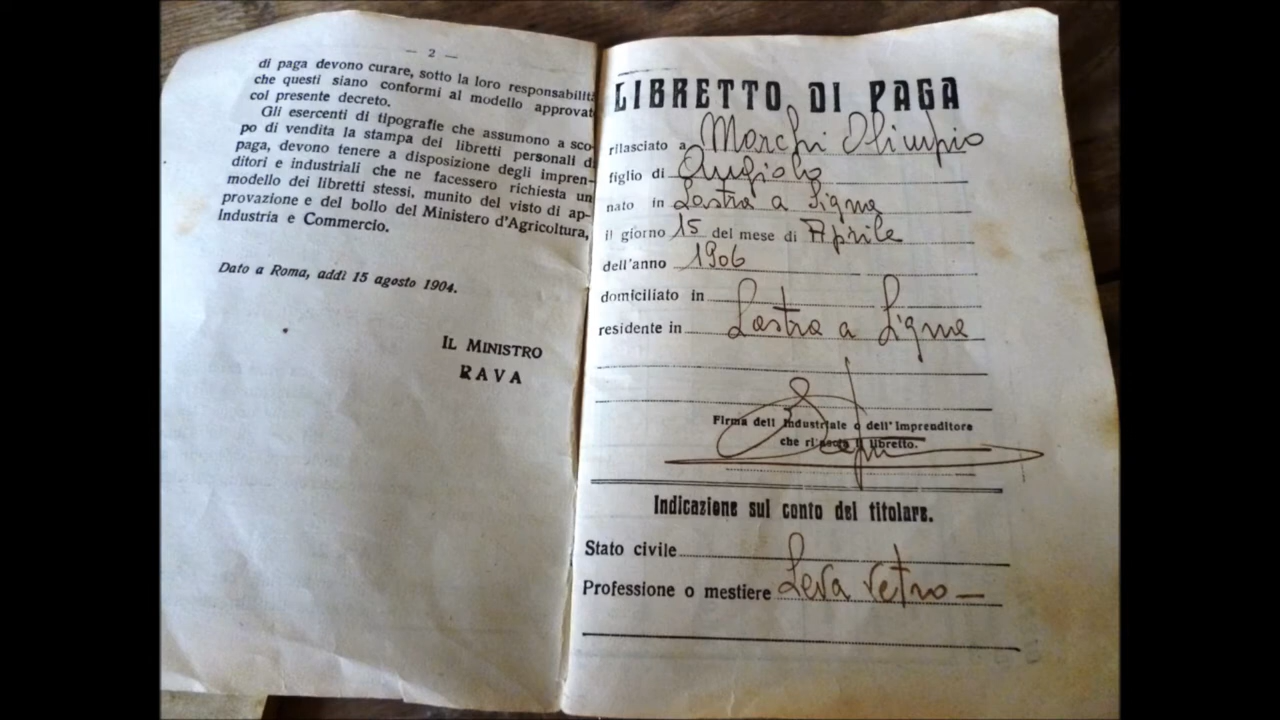 — 2 —
di paga devono curare, sotto la loro responsabilità
che questi siano conformi al modello approvat
col presente decreto.
Gli esercenti di tipografie che assumono a sco-
po di vendita la stampa dei libretti personali di
paga, devono tenere a disposizione degli impren-
ditori e industriali che ne facessero richiesta un
modello dei libretti stessi, munito del visto di ap-
provazione e del bollo del Ministero d'Agricoltura,
Industria e Commercio.
Dato a Roma, addì 15 agosto 1904.
IL MINISTRO
RAVA
LIBRETTO DI PAGA
rilasciato a Marchi Olimpio
figlio di Angiolo
nato in Lastra a Signa
il giorno 15 del mese di Aprile
dell'anno 1906
domiciliato in
residente in Lastra a Signa
Firma dell'Industriale o dell'Imprenditore
che rilascia il libretto.
Indicazione sul conto del titolare.
Stato civile
Professione o mestiere Leva vetro —